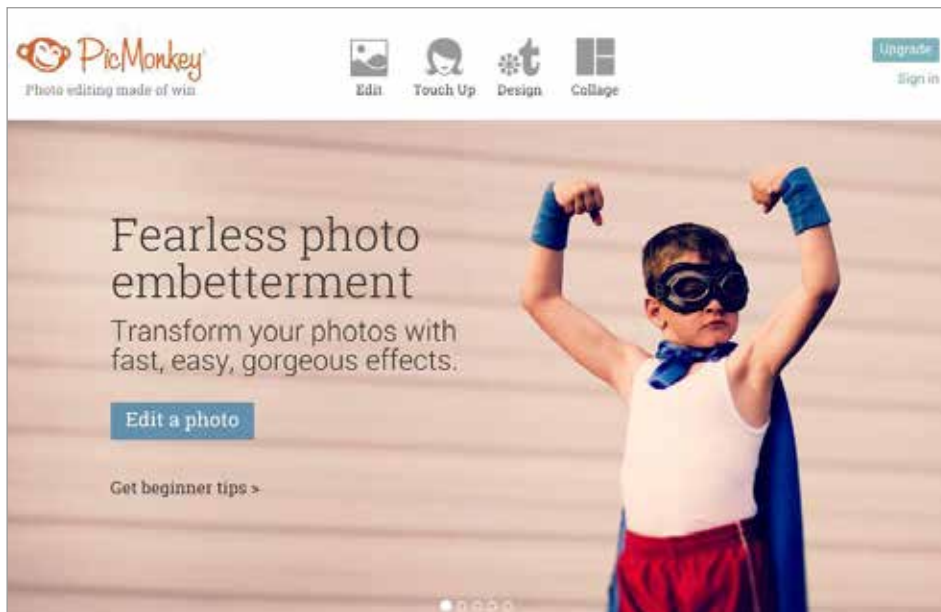 PicMonkey
Photo editing made of win
Edit
Touch Up
Design
Collage
Upgrade
Sign in
Fearless photo
embetterment
Transform your photos with
fast, easy, gorgeous effects.
Edit a photo
Get beginner tips >